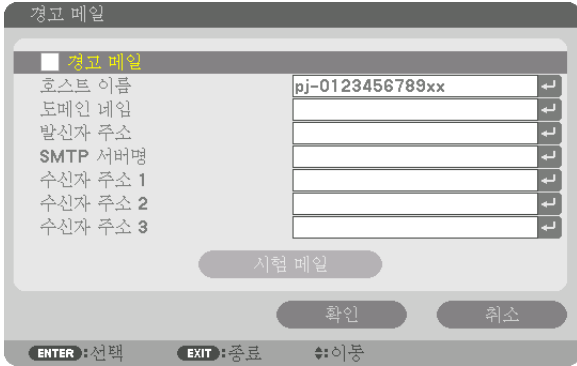 경고 메일
경고 메일
호스트 이름 pj-0123456789xx
도메인 네임
발신자 주소
SMTP 서버명
수신자 주소 1
수신자 주소 2
수신자 주소 3
시험 메일
확인 취소
ENTER:선택 EXIT:종료 :이동